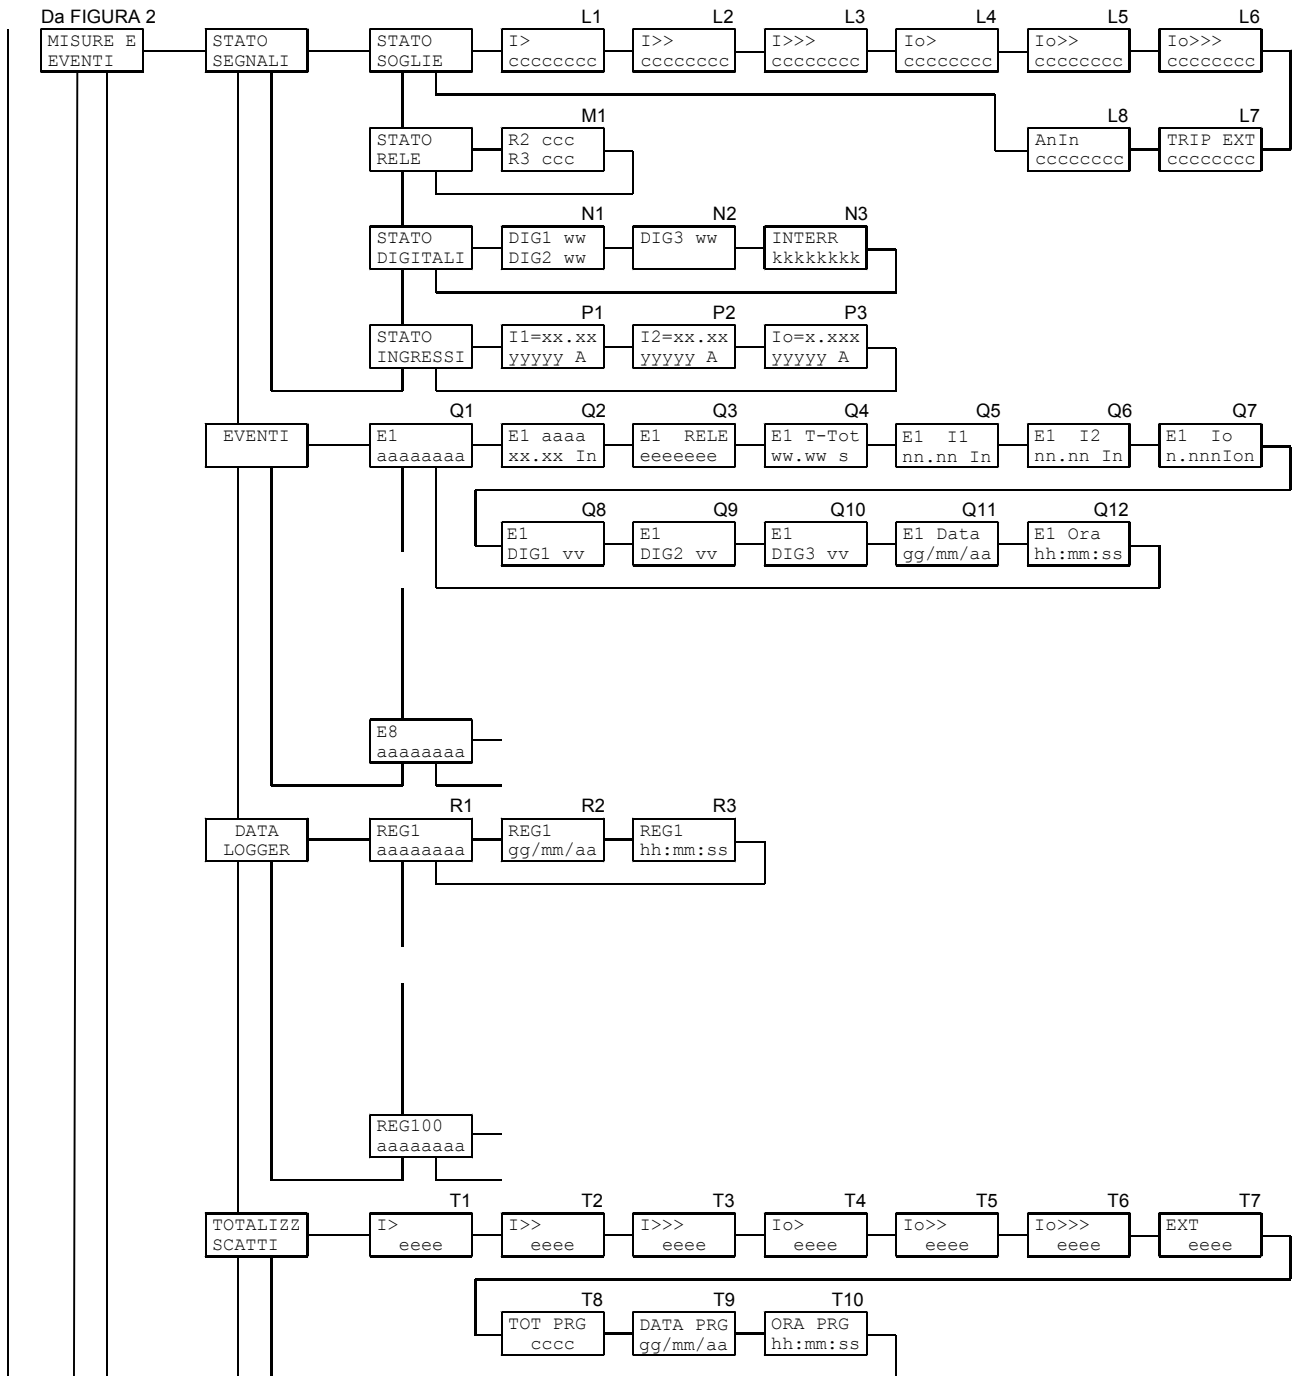 Da FIGURA 2
L1 L2 L3 L4 L5 L6
MISURE E STATO STATO I> I>> I>>> Io> Io>> Io>>>
EVENTI SEGNALI SOGLIE cccccccc cccccccc cccccccc cccccccc cccccccc cccccccc
M1 L8 L7
STATO R2 ccc AnIn TRIP EXT
RELE R3 ccc cccccccc cccccccc
N1 N2 N3
STATO DIG1 ww DIG3 ww INTERR
DIGITALI DIG2 ww kkkkkkkk
P1 P2 P3
STATO I1=xx.xx I2=xx.xx Io=x.xxx
INGRESSI yyyyy A yyyyy A yyyyy A
Q1 Q2 Q3 Q4 Q5 Q6 Q7
EVENTI E1 E1 aaaa E1 RELE E1 T-Tot E1 I1 E1 I2 E1 Io
aaaaaaaa xx.xx In eeeeeee ww.ww s nn.nn In nn.nn In n.nnnIon
Q8 Q9 Q10 Q11 Q12
E1 E1 E1 E1 Data E1 Ora
DIG1 vv DIG2 vv DIG3 vv gg/mm/aa hh:mm:ss
E8
aaaaaaaa
R1 R2 R3
DATA REG1 REG1 REG1
LOGGER aaaaaaaa gg/mm/aa hh:mm:ss
REG100
aaaaaaaa
T1 T2 T3 T4 T5 T6 T7
TOTALIZZ I> I>> I>>> Io> Io>> Io>>> EXT
SCATTI eeee eeee eeee eeee eeee eeee eeee
T8 T9 T10
TOT PRG DATA PRG ORA PRG
cccc gg/mm/aa hh:mm:ss